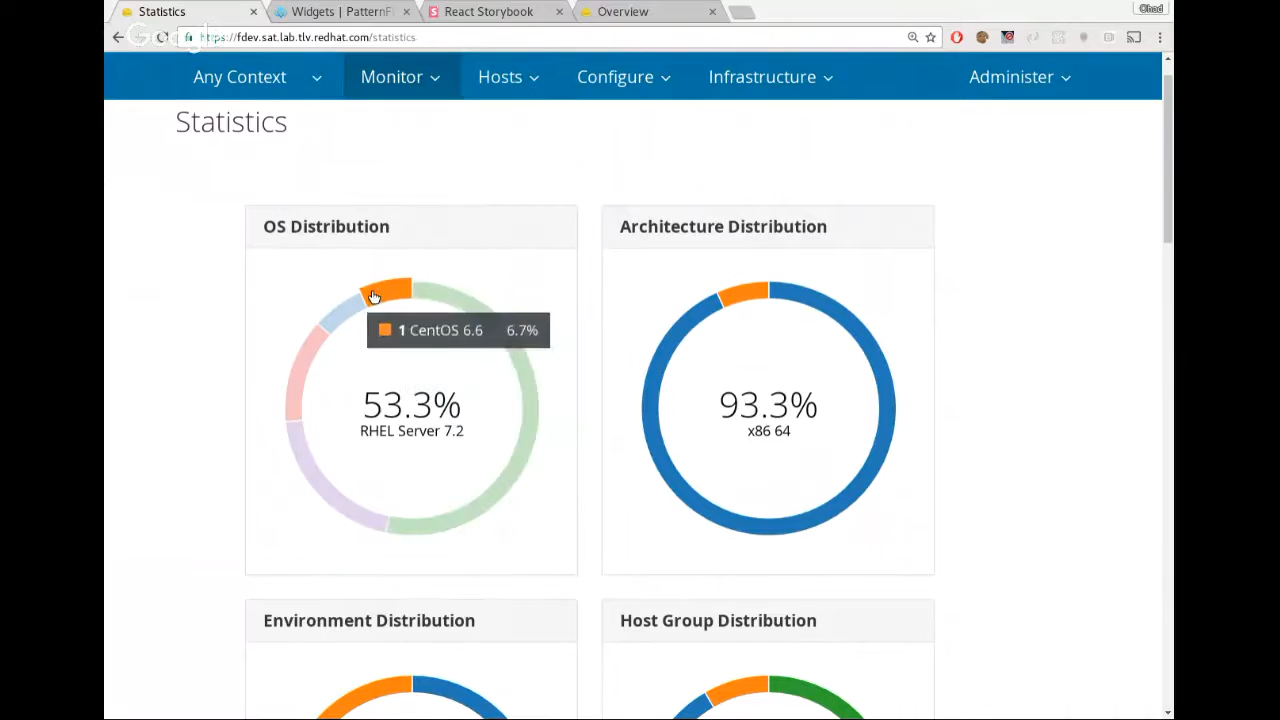 Statistics
Widgets | PatternFl
React Storybook
Overview
Ohad
https://fdev.sat.lab.tlv.redhat.com/statistics
Google
Any Context
Monitor
Hosts
Configure
Infrastructure
Administer
Statistics
OS Distribution
Architecture Distribution
1 CentOS 6.6 6.7%
53.3%
RHEL Server 7.2
93.3%
x86 64
Environment Distribution
Host Group Distribution